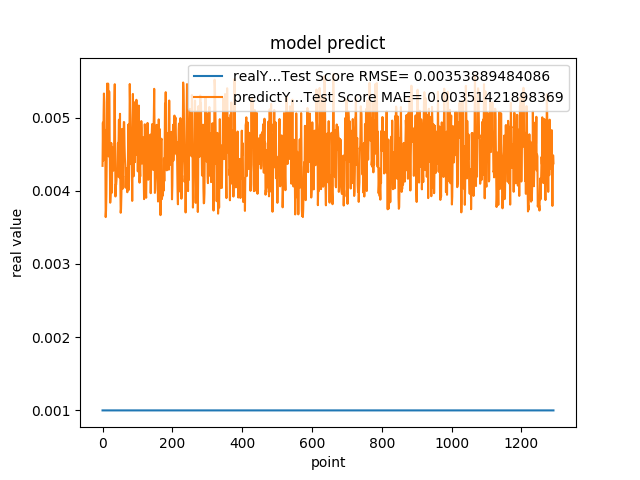 model predict
realY...Test Score RMSE= 0.00353889484086
predictY...Test Score MAE= 0.00351421898369
0.005
0.004
0.003
0.002
0.001
real value
0 200 400 600 800 1000 1200
point